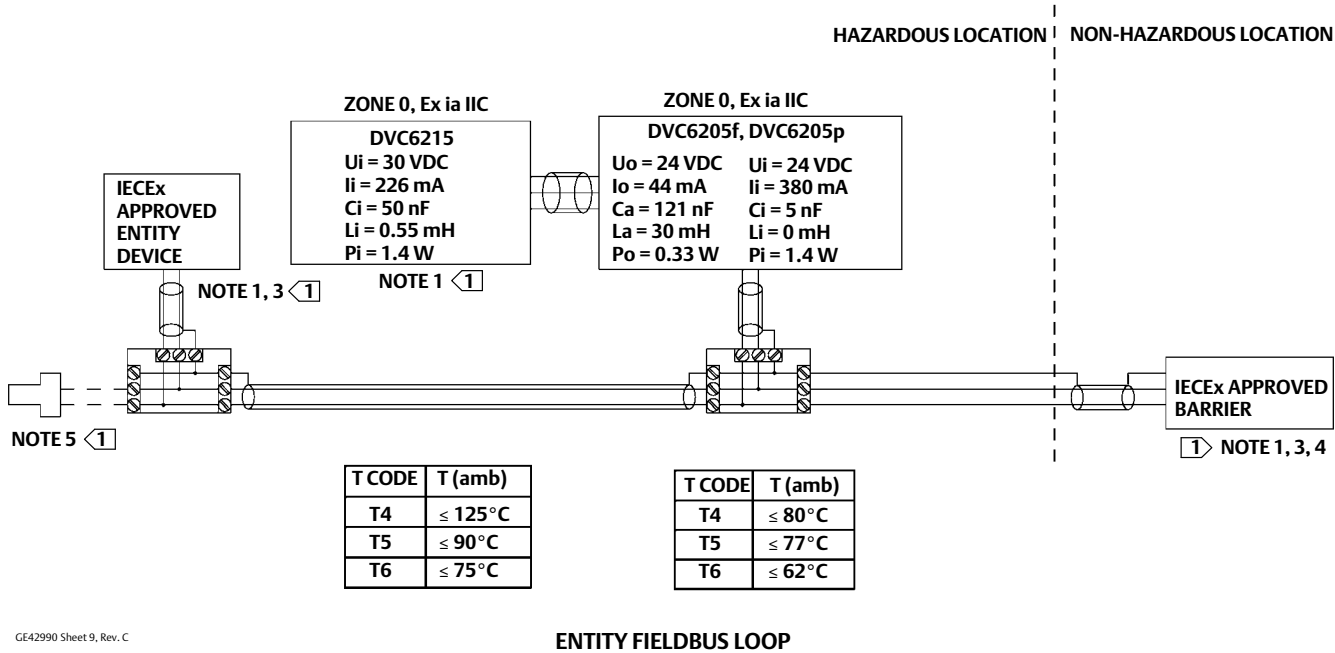 HAZARDOUS LOCATION
NON-HAZARDOUS LOCATION
ZONE 0, Ex ia IIC
DVC6215
Ui = 30 VDC
Ii = 226 mA
Ci = 50 nF
Li = 0.55 mH
Pi = 1.4 W
NOTE 1 1
ZONE 0, Ex ia IIC
DVC6205f, DVC6205p
Uo = 24 VDC
Io = 44 mA
Ca = 121 nF
La = 30 mH
Po = 0.33 W
Ui = 24 VDC
Ii = 380 mA
Ci = 5 nF
Li = 0 mH
Pi = 1.4 W
IECEx
APPROVED
ENTITY
DEVICE
NOTE 1, 3 1
NOTE 5 1
IECEx APPROVED
BARRIER
1 NOTE 1, 3, 4
T CODE T (amb)
T4 ≤ 125°C
T5 ≤ 90°C
T6 ≤ 75°C
T CODE T (amb)
T4 ≤ 80°C
T5 ≤ 77°C
T6 ≤ 62°C
GE42990 Sheet 9, Rev. C
ENTITY FIELDBUS LOOP